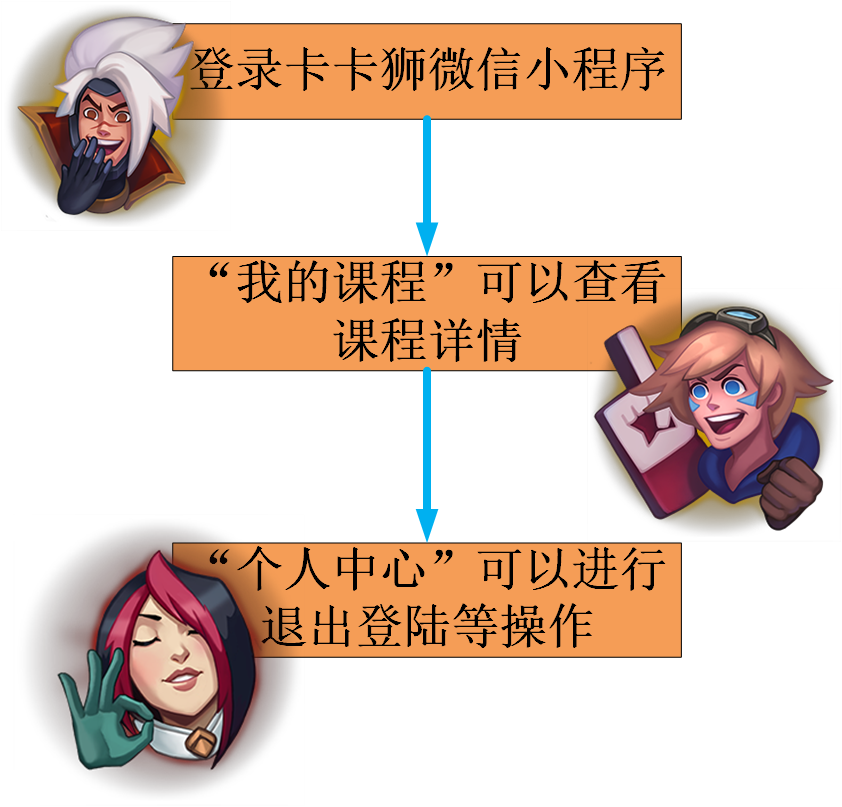 登录卡卡狮微信小程序
“我的课程”可以查看
课程详情
“个人中心”可以进行
退出登陆等操作